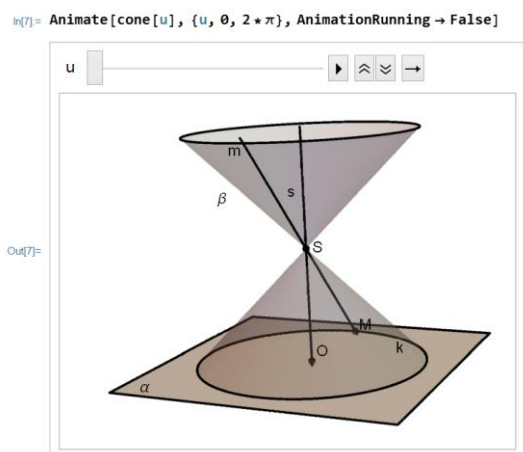 In[7]:= Animate[cone[u], {u, 0, 2 * π}, AnimationRunning → False]
u
m
s
β
S
Out[7]=
M
O
k
α